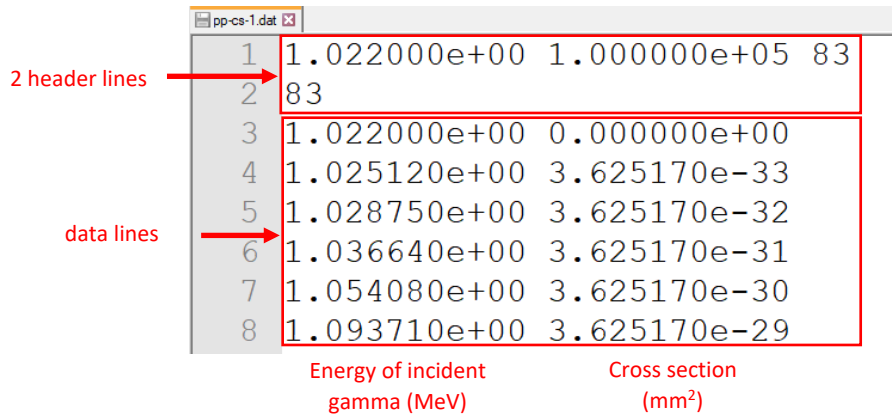 pp-cs-1.dat
1 1.022000e+00 1.000000e+05 83
2 header lines
2 83
3 1.022000e+00 0.000000e+00
4 1.025120e+00 3.625170e-33
5 1.028750e+00 3.625170e-32
data lines
6 1.036640e+00 3.625170e-31
7 1.054080e+00 3.625170e-30
8 1.093710e+00 3.625170e-29
Energy of incident
gamma (MeV)
Cross section
(mm²)